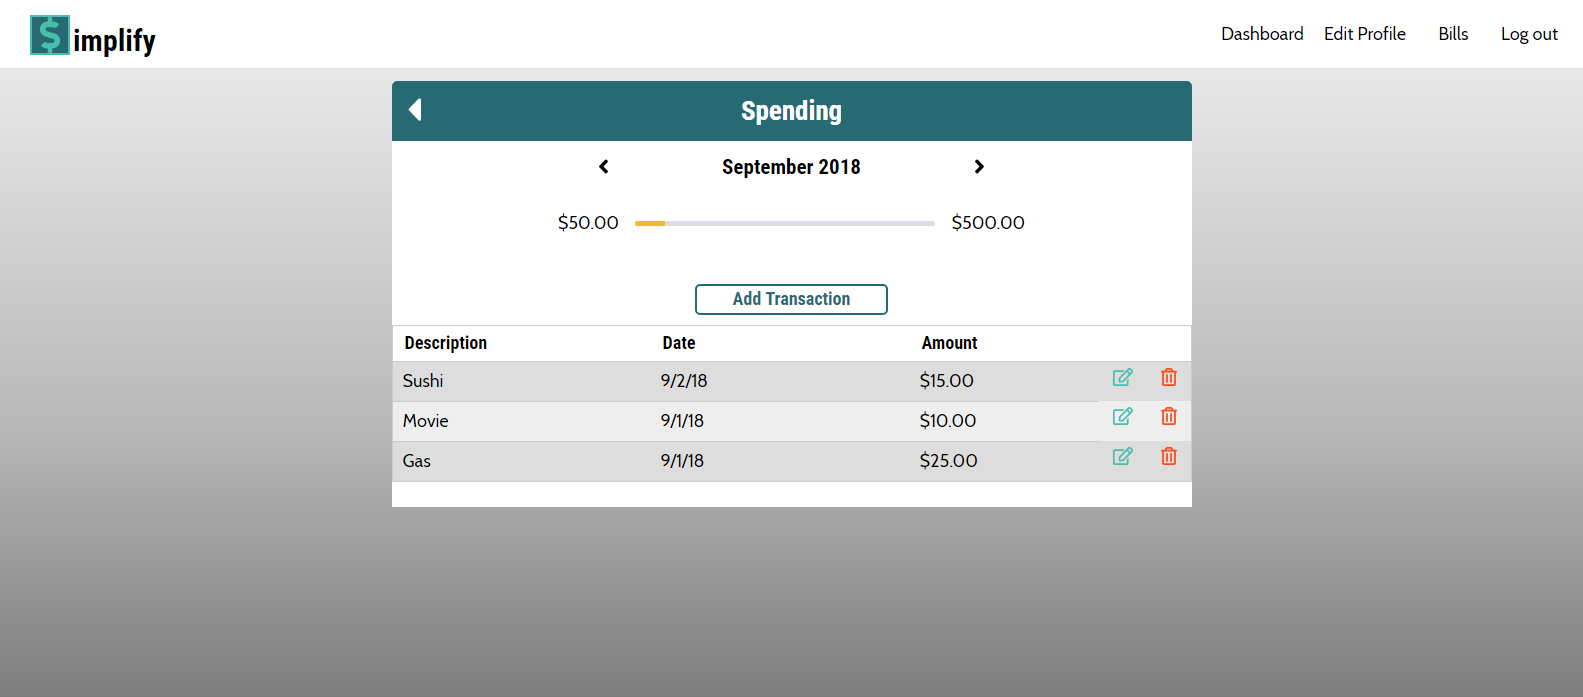 $implify
Dashboard Edit Profile Bills Log out
Spending
September 2018
$50.00 $500.00
Add Transaction
Description Date Amount
Sushi 9/2/18 $15.00
Movie 9/1/18 $10.00
Gas 9/1/18 $25.00